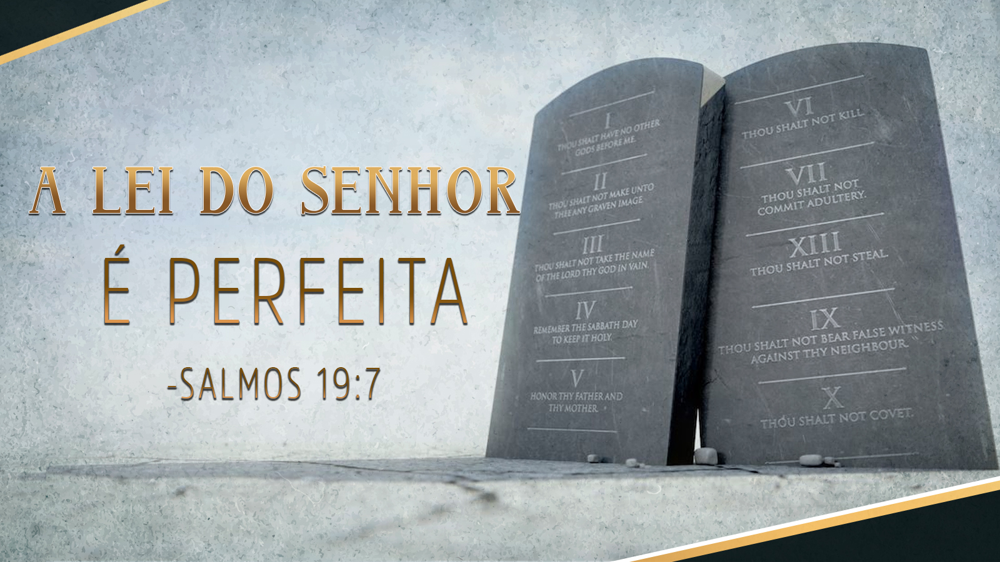 A LEI DO SENHOR
É PERFEITA
-SALMOS 19:7
I
THOU SHALT HAVE NO OTHER
GODS BEFORE ME.
II
THOU SHALT NOT MAKE UNTO
THEE ANY GRAVEN IMAGE.
III
THOU SHALT NOT TAKE THE NAME
OF THE LORD THY GOD IN VAIN.
IV
REMEMBER THE SABBATH DAY
TO KEEP IT HOLY.
V
HONOR THY FATHER AND
THY MOTHER.
VI
THOU SHALT NOT KILL.
VII
THOU SHALT NOT
COMMIT ADULTERY.
XIII
THOU SHALT NOT STEAL.
IX
THOU SHALT NOT BEAR FALSE WITNESS
AGAINST THY NEIGHBOUR.
X
THOU SHALT NOT COVET.